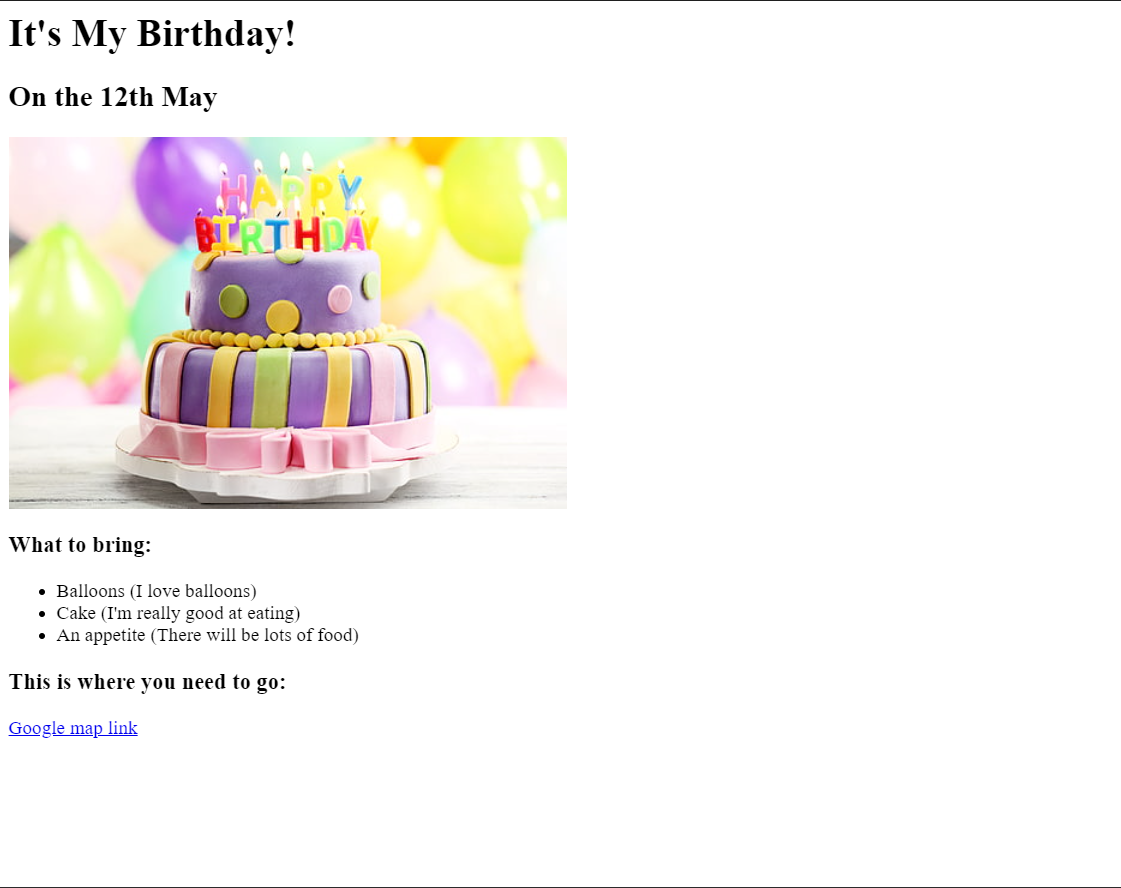 It's My Birthday!
On the 12th May
HAPPY
BIRTHDAY
What to bring:
Balloons (I love balloons)
Cake (I'm really good at eating)
An appetite (There will be lots of food)
This is where you need to go:
Google map link